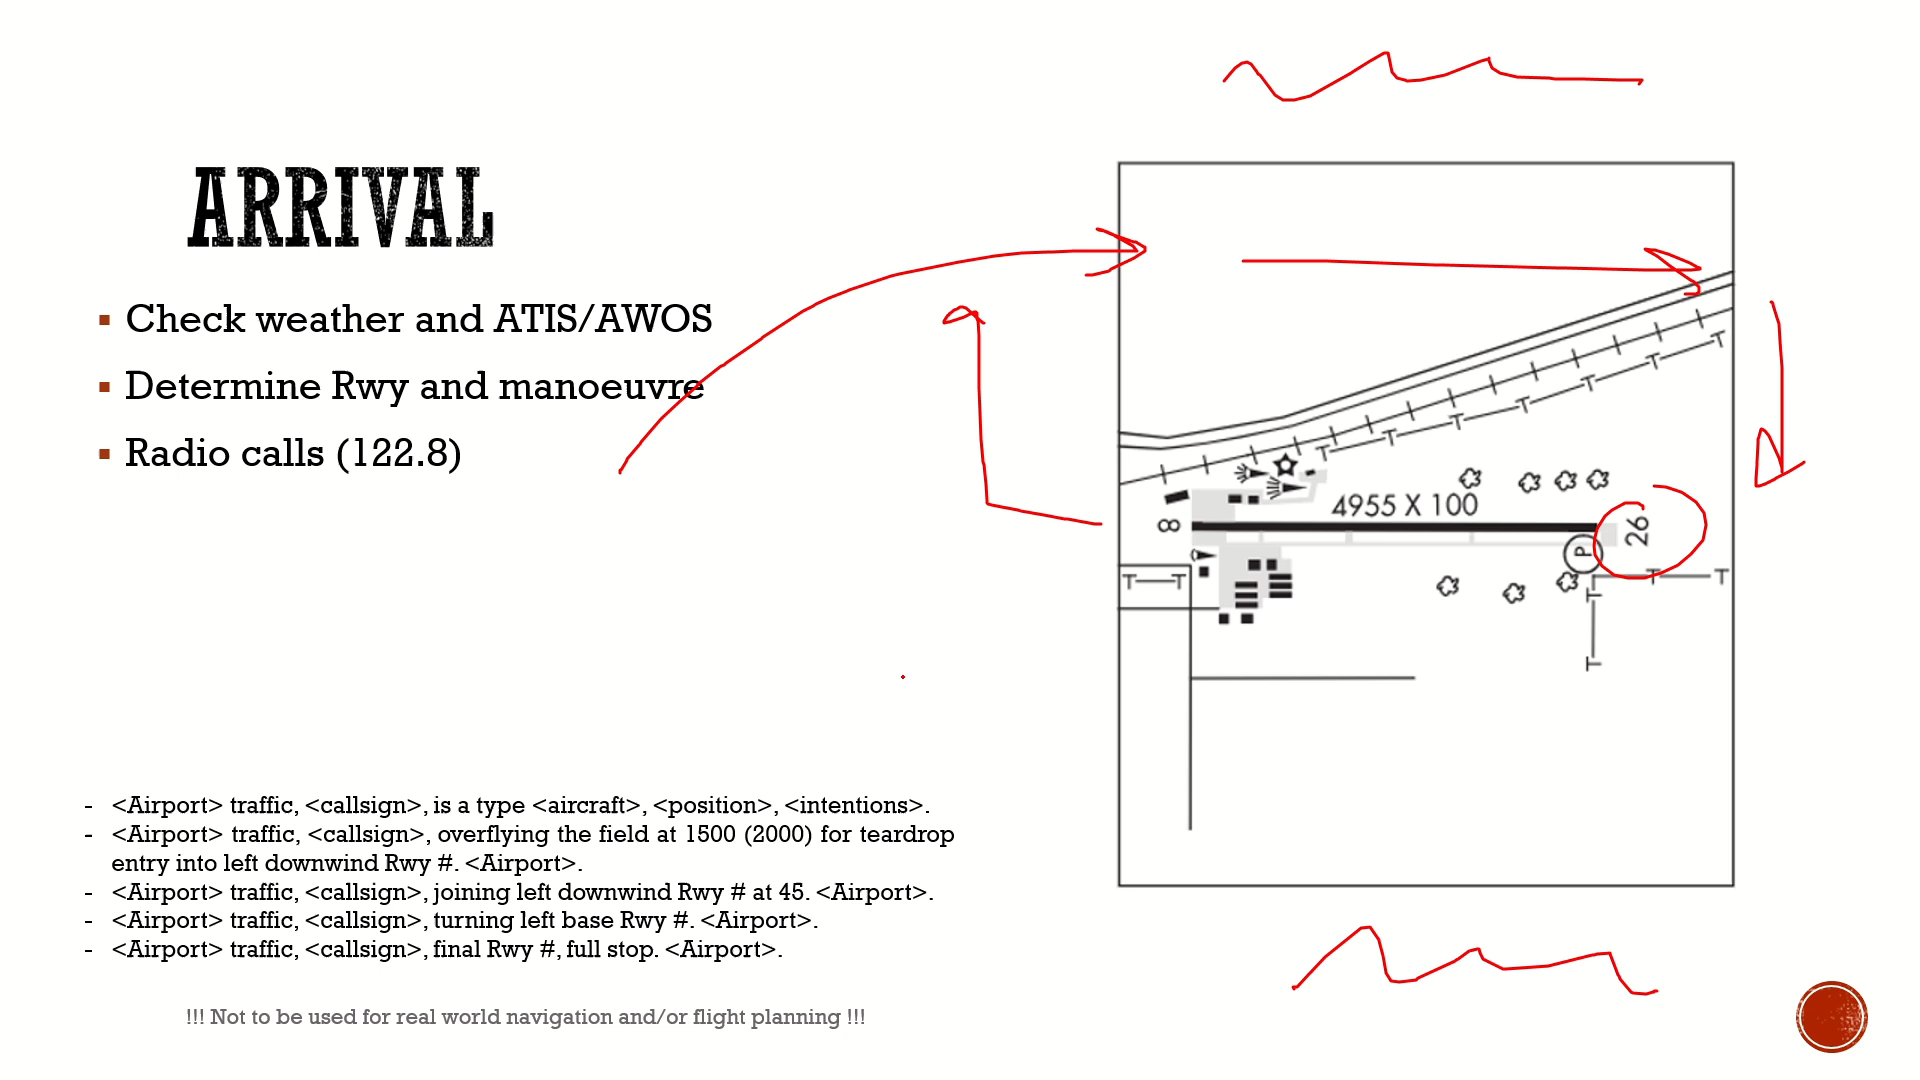 ARRIVAL
Check weather and ATIS/AWOS
Determine Rwy and manoeuvre
Radio calls (122.8)
4955 X 100
8
26
P
- <Airport> traffic, <callsign>, is a type <aircraft>, <position>, <intentions>.
- <Airport> traffic, <callsign>, overflying the field at 1500 (2000) for teardrop
entry into left downwind Rwy #. <Airport>.
- <Airport> traffic, <callsign>, joining left downwind Rwy # at 45. <Airport>.
- <Airport> traffic, <callsign>, turning left base Rwy #. <Airport>.
- <Airport> traffic, <callsign>, final Rwy #, full stop. <Airport>.
!!! Not to be used for real world navigation and/or flight planning !!!